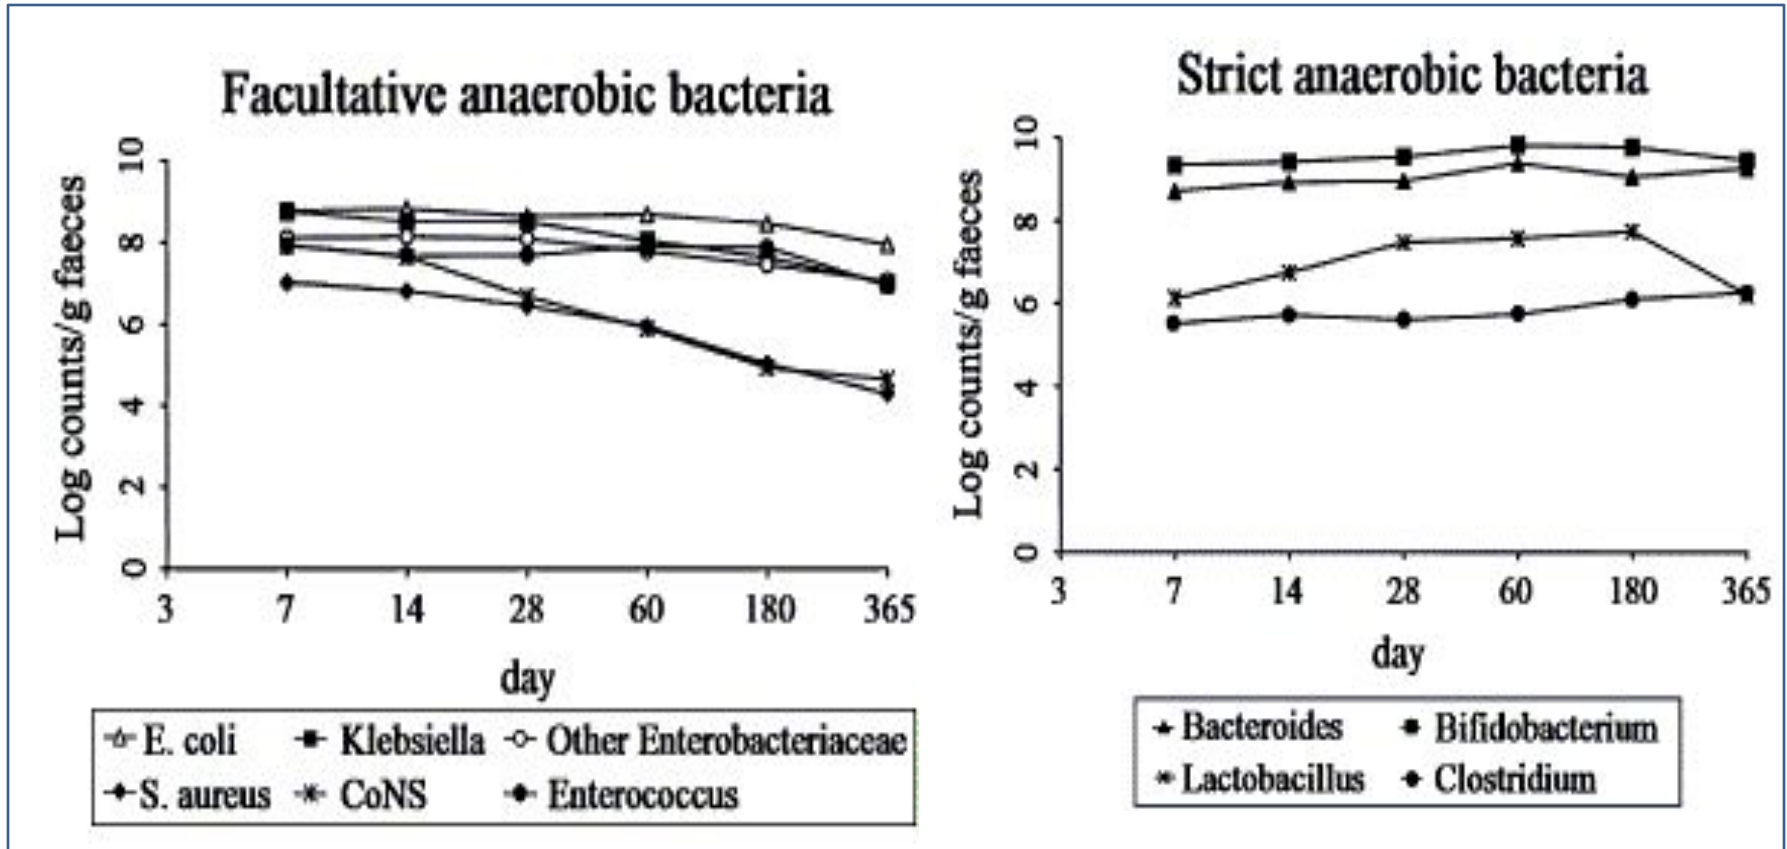 Facultative anaerobic bacteria
Log counts/g faeces
10
8
6
4
2
0
3 7 14 28 60 180 365
day
E. coli Klebsiella Other Enterobacteriaceae
S. aureus CoNS Enterococcus
Strict anaerobic bacteria
Log counts/g faeces
10
8
6
4
2
0
3 7 14 28 60 180 365
day
Bacteroides Bifidobacterium
Lactobacillus Clostridium